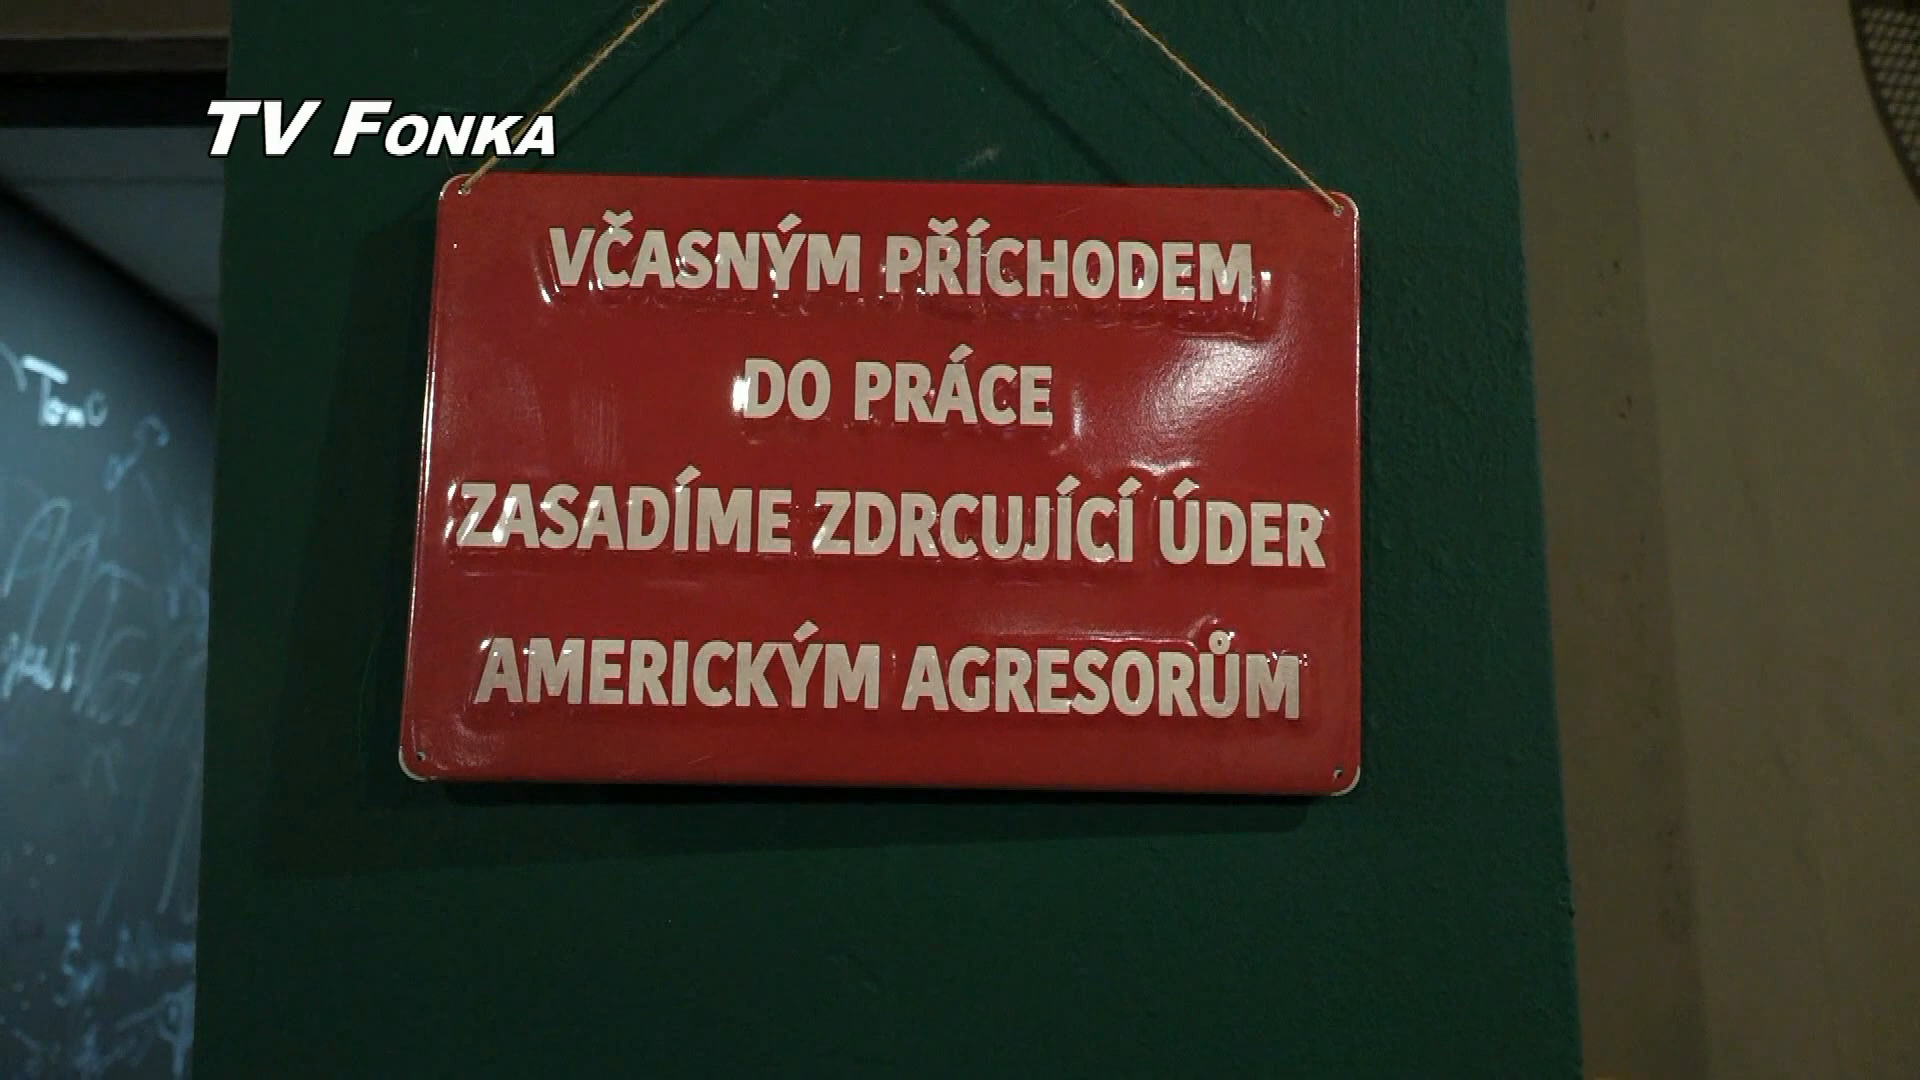 TV FONKA
VČASNÝM PŘÍCHODEM
DO PRÁCE
ZASADÍME ZDRCUJÍCÍ ÚDER
AMERICKÝM AGRESORŮM